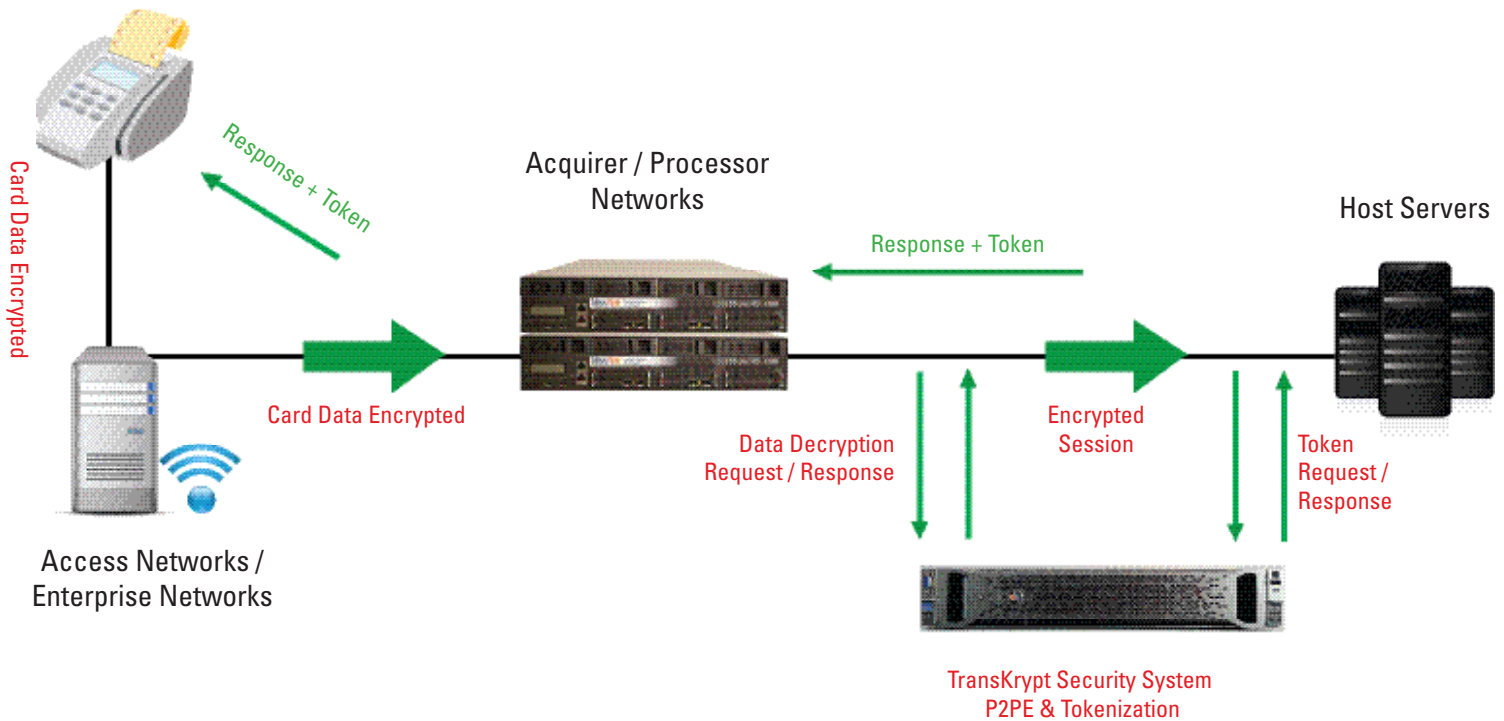 Card Data Encrypted
Response + Token
Acquirer / Processor
Networks
Host Servers
Response + Token
Card Data Encrypted
Data Decryption
Request / Response
Encrypted
Session
Token
Request /
Response
Access Networks /
Enterprise Networks
TransKrypt Security System
P2PE & Tokenization